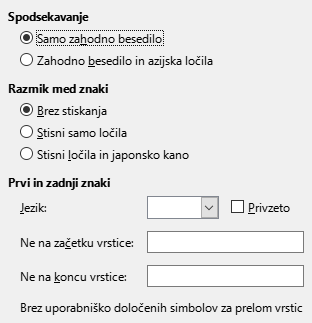 Spodsekavanje
Samo zahodno besedilo
Zahodno besedilo in azijska ločila
Razmik med znaki
Brez stiskanja
Stisni samo ločila
Stisni ločila in japonsko kano
Prvi in zadnji znaki
Jezik:
Privzeto
Ne na začetku vrstice:
Ne na koncu vrstice:
Brez uporabniško določenih simbolov za prelom vrstic